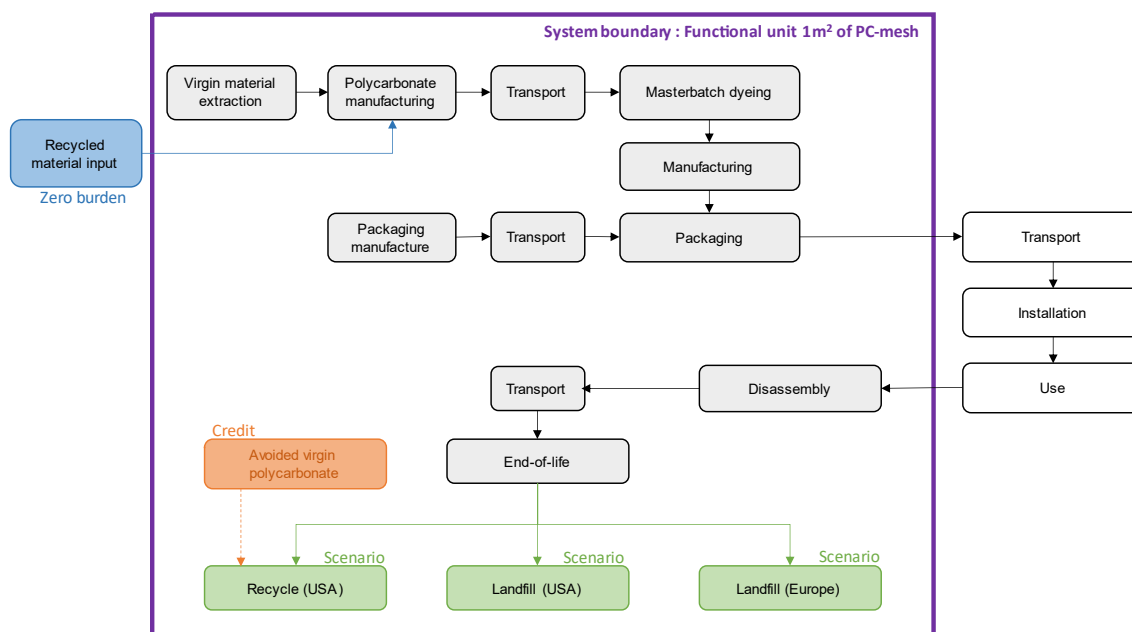 System boundary : Functional unit 1m² of PC-mesh
Virgin material
extraction
Polycarbonate
manufacturing
Transport
Masterbatch dyeing
Recycled
material input
Zero burden
Manufacturing
Packaging
manufacture
Transport
Packaging
Transport
Installation
Use
Disassembly
Transport
End-of-life
Credit
Avoided virgin
polycarbonate
Scenario
Recycle (USA)
Scenario
Landfill (USA)
Scenario
Landfill (Europe)